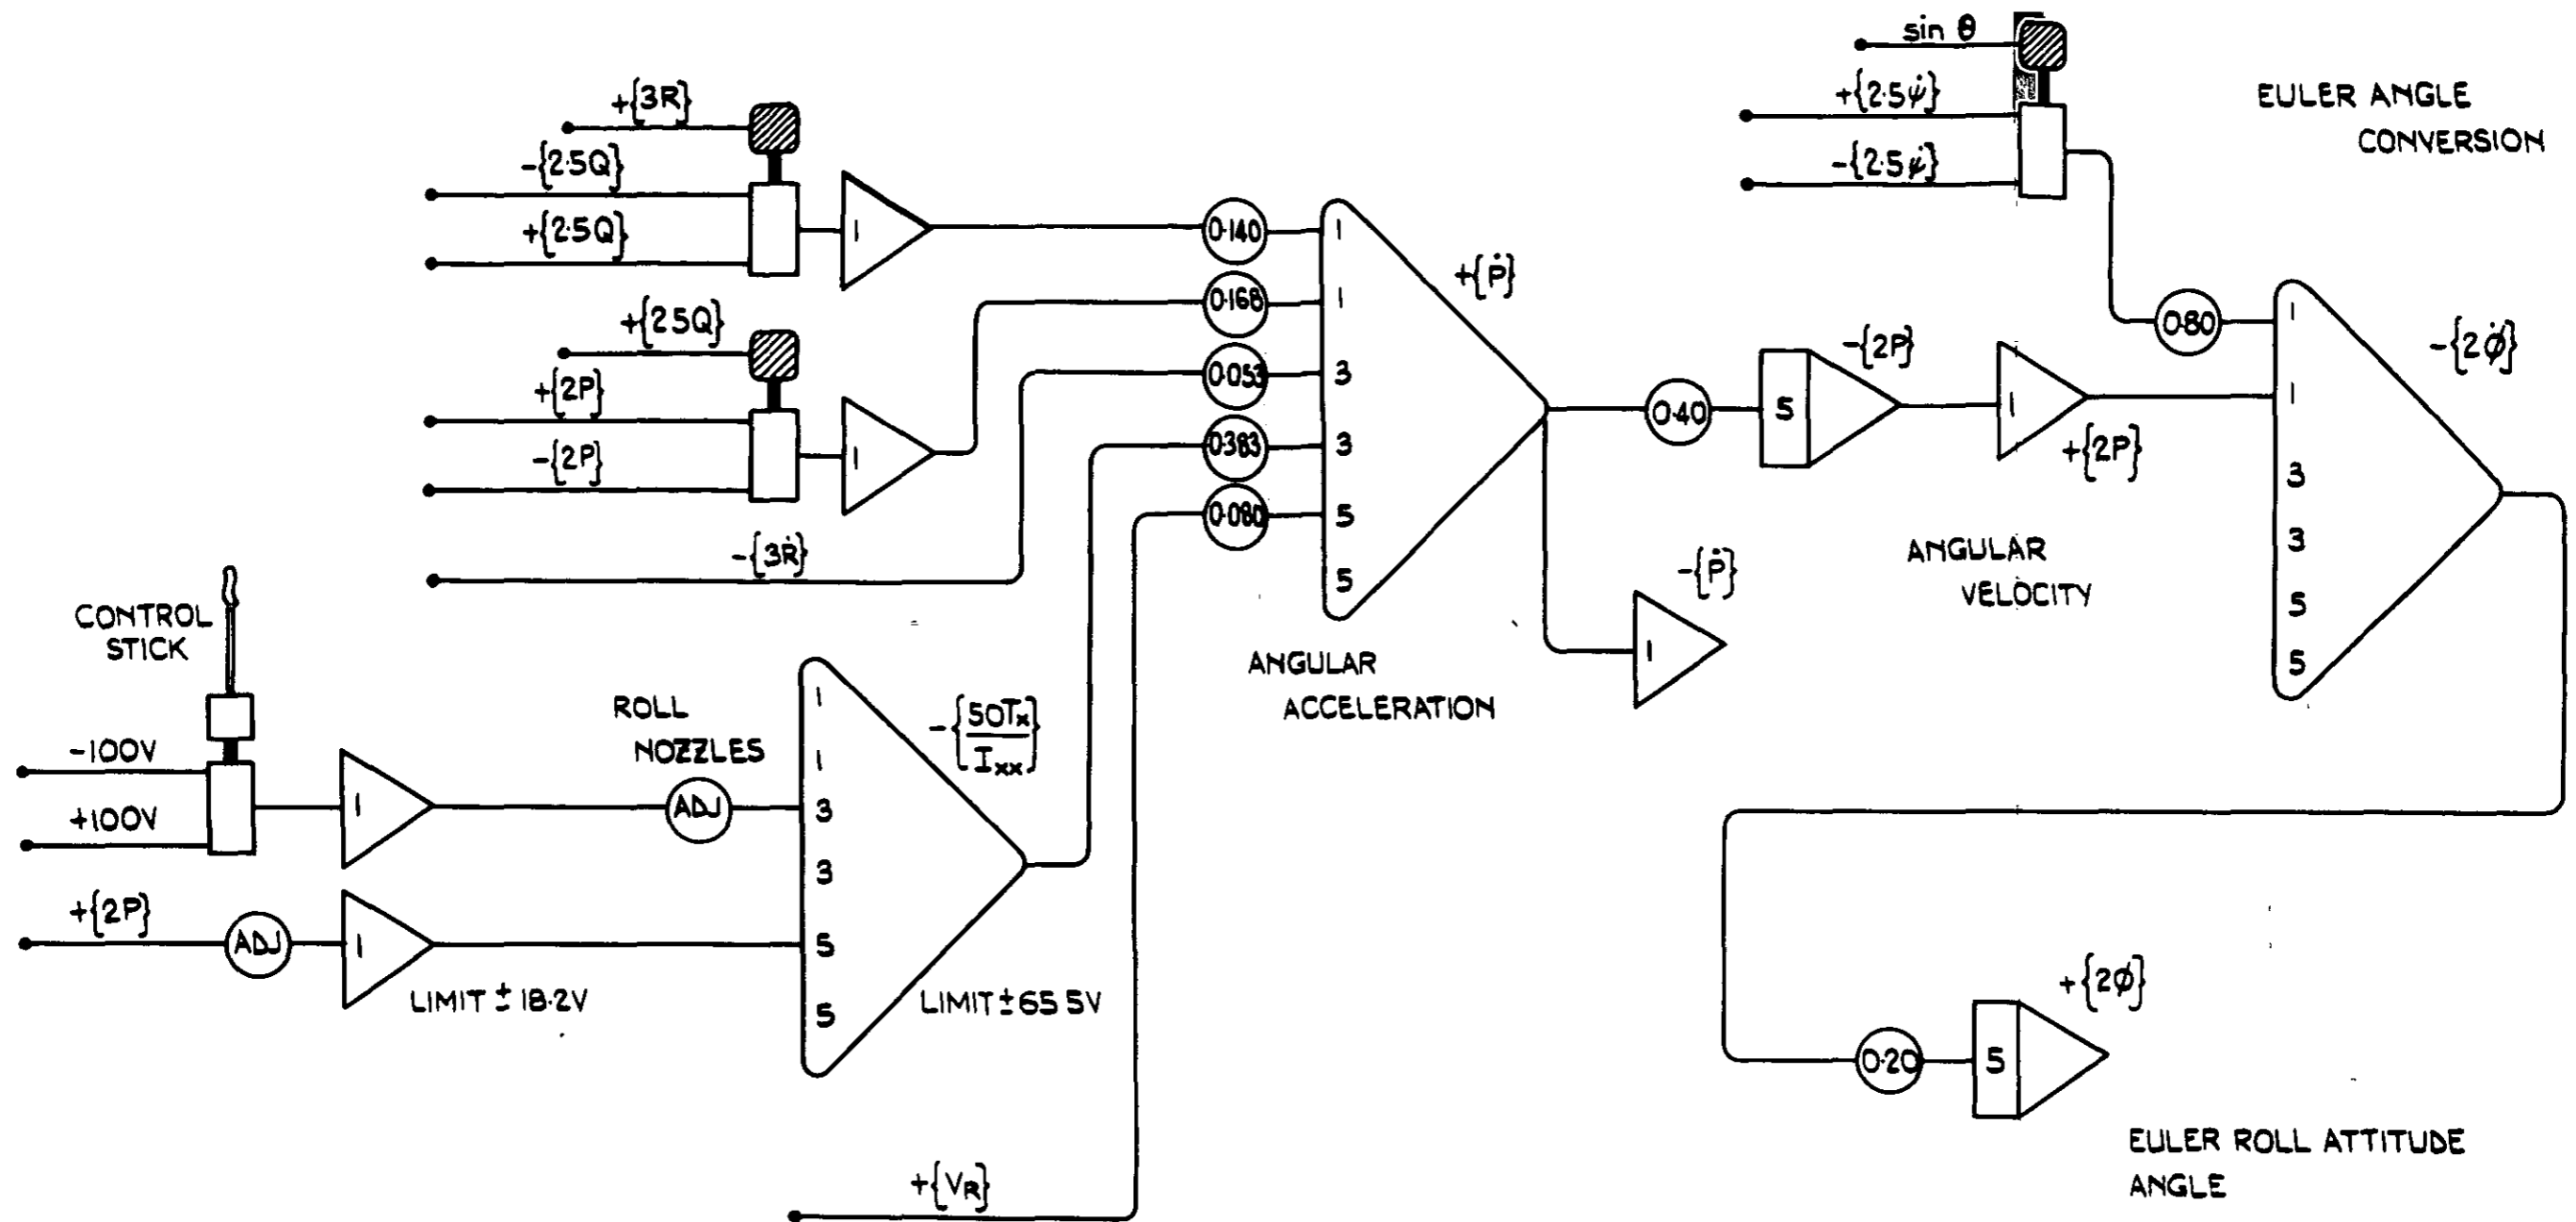 sin θ
+{2·5ψ̇}
-{2·5ψ̇}
EULER ANGLE
CONVERSION
+{3R}
-{2·5Q}
+{2·5Q}
1
0·140
1
+{Ṗ}
0·168
1
0·80
1
-{2φ̇}
+{2 5Q}
+{2P}
-{2P}
1
0·053
3
0·383
3
0·080
5
5
0·40
5
-{2P}
1
+{2P}
1
3
3
5
5
-{3Ṙ}
ANGULAR
VELOCITY
-{Ṗ}
1
ANGULAR
ACCELERATION
CONTROL
STICK
-100V
+100V
1
ROLL
NOZZLES
ADJ
1
1
3
3
5
5
-{50Tx/Ixx}
+{2P}
ADJ
1
LIMIT ± 18·2V
LIMIT ± 65 5V
+{2φ}
0·20
5
EULER ROLL ATTITUDE
ANGLE
+{VR}